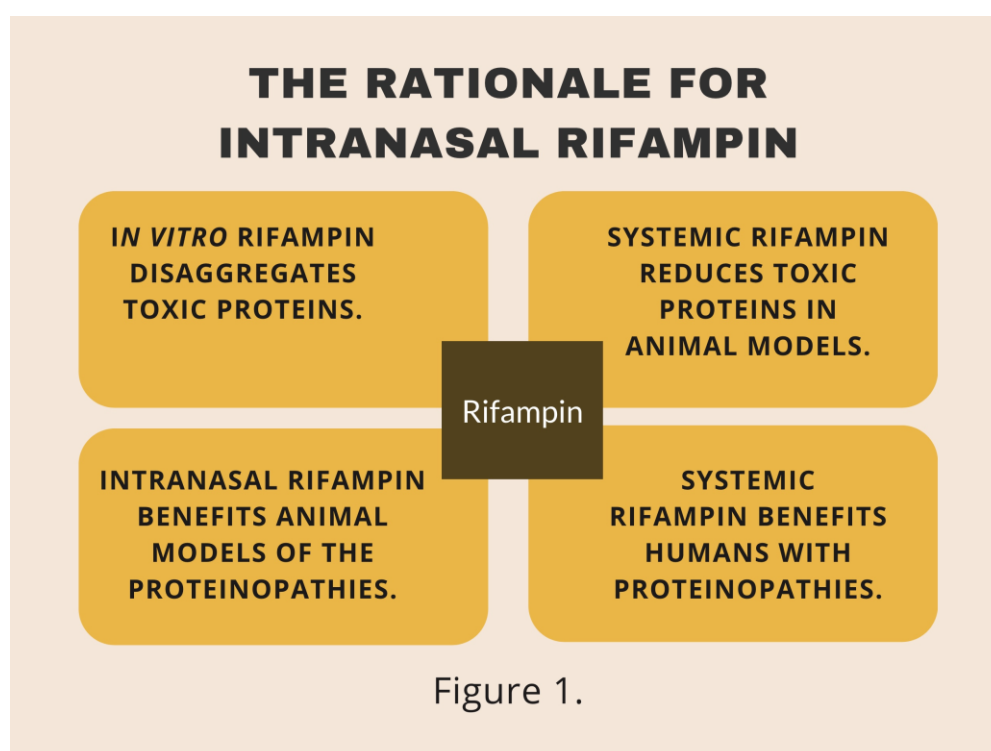 THE RATIONALE FOR
INTRANASAL RIFAMPIN
IN VITRO RIFAMPIN
DISAGGREGATES
TOXIC PROTEINS.
SYSTEMIC RIFAMPIN
REDUCES TOXIC
PROTEINS IN
ANIMAL MODELS.
Rifampin
INTRANASAL RIFAMPIN
BENEFITS ANIMAL
MODELS OF THE
PROTEINOPATHIES.
SYSTEMIC
RIFAMPIN BENEFITS
HUMANS WITH
PROTEINOPATHIES.
Figure 1.